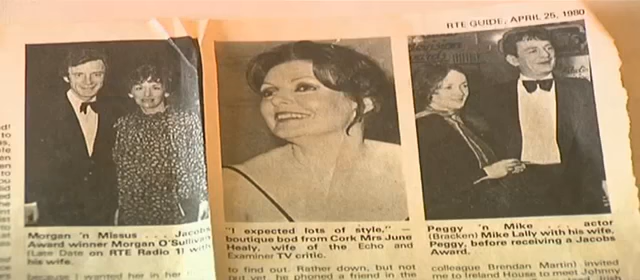 RTE GUIDE, APRIL 25, 1980
Morgan 'n Missus . . . Jacobs
Award winner Morgan O'Sullivan
(Late Date on RTE Radio 1) with
his wife.
because I wanted her in her
"I expected lots of style," —
boutique bod from Cork Mrs June
Healy, wife of the Echo and
Examiner TV critic.
to find out. Rather down, but not
out yet, he phoned a friend in the
Peggy 'n Mike . . . actor
(Bracken) Mike Lally with his wife,
Peggy, before receiving a Jacobs
Award.
colleague Brendan Martin) invited
me to Ireland House to meet Johnny